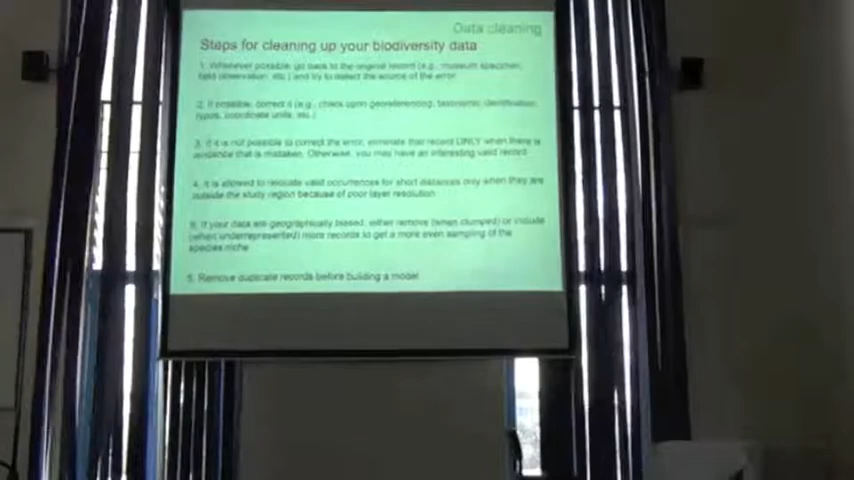 Data cleaning
Steps for cleaning up your biodiversity data
1. Whenever posible, go back to the original record (e.g., museum specimen,
field observation, etc.) and try to detect the source of the error
2. If possible, correct it (e.g., check upon georeferencing, taxonomic identification,
typos, coordinate units, etc.)
3. If it is not possible to correct the error, eliminate that record ONLY when there is
evidence that is mistaken. Otherwise, you may have an interesting valid record
4. It is allowed to relocate valid occurrences for short distances only when they are
outside the study region because of poor layer resolution
5. If your data are geographically biased, either remove (when clumped) or include
(when underrepresented) more records to get a more even sampling of the
species niche
Remove duplicate records before building a model